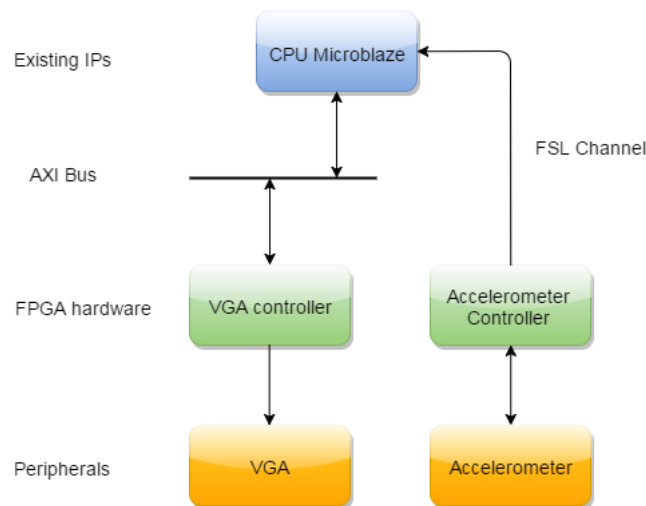 CPU Microblaze
Existing IPs
FSL Channel
AXI Bus
FPGA hardware
VGA controller
Accelerometer
Controller
Peripherals
VGA
Accelerometer